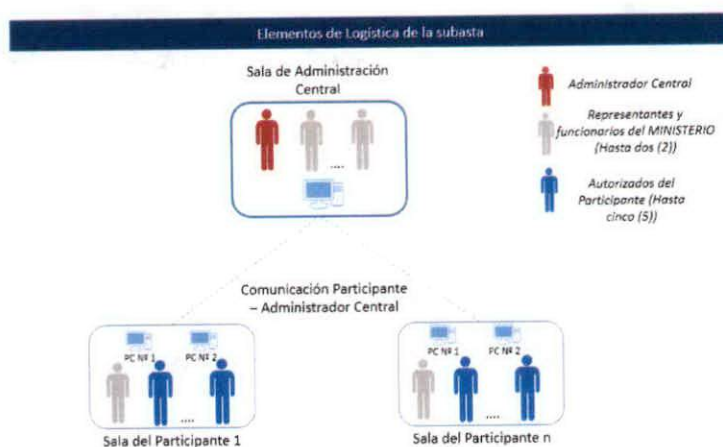 Elementos de Logística de la subasta
Sala de Administración
Central
....
Administrador Central
Representantes y
funcionarios del MINISTERIO
(Hasta dos (2))
Autorizados del
Participante (Hasta
cinco (5))
Comunicación Participante
– Administrador Central
PC Nº 1
PC Nº 2
....
Sala del Participante 1
PC Nº 1
PC Nº 2
....
Sala del Participante n